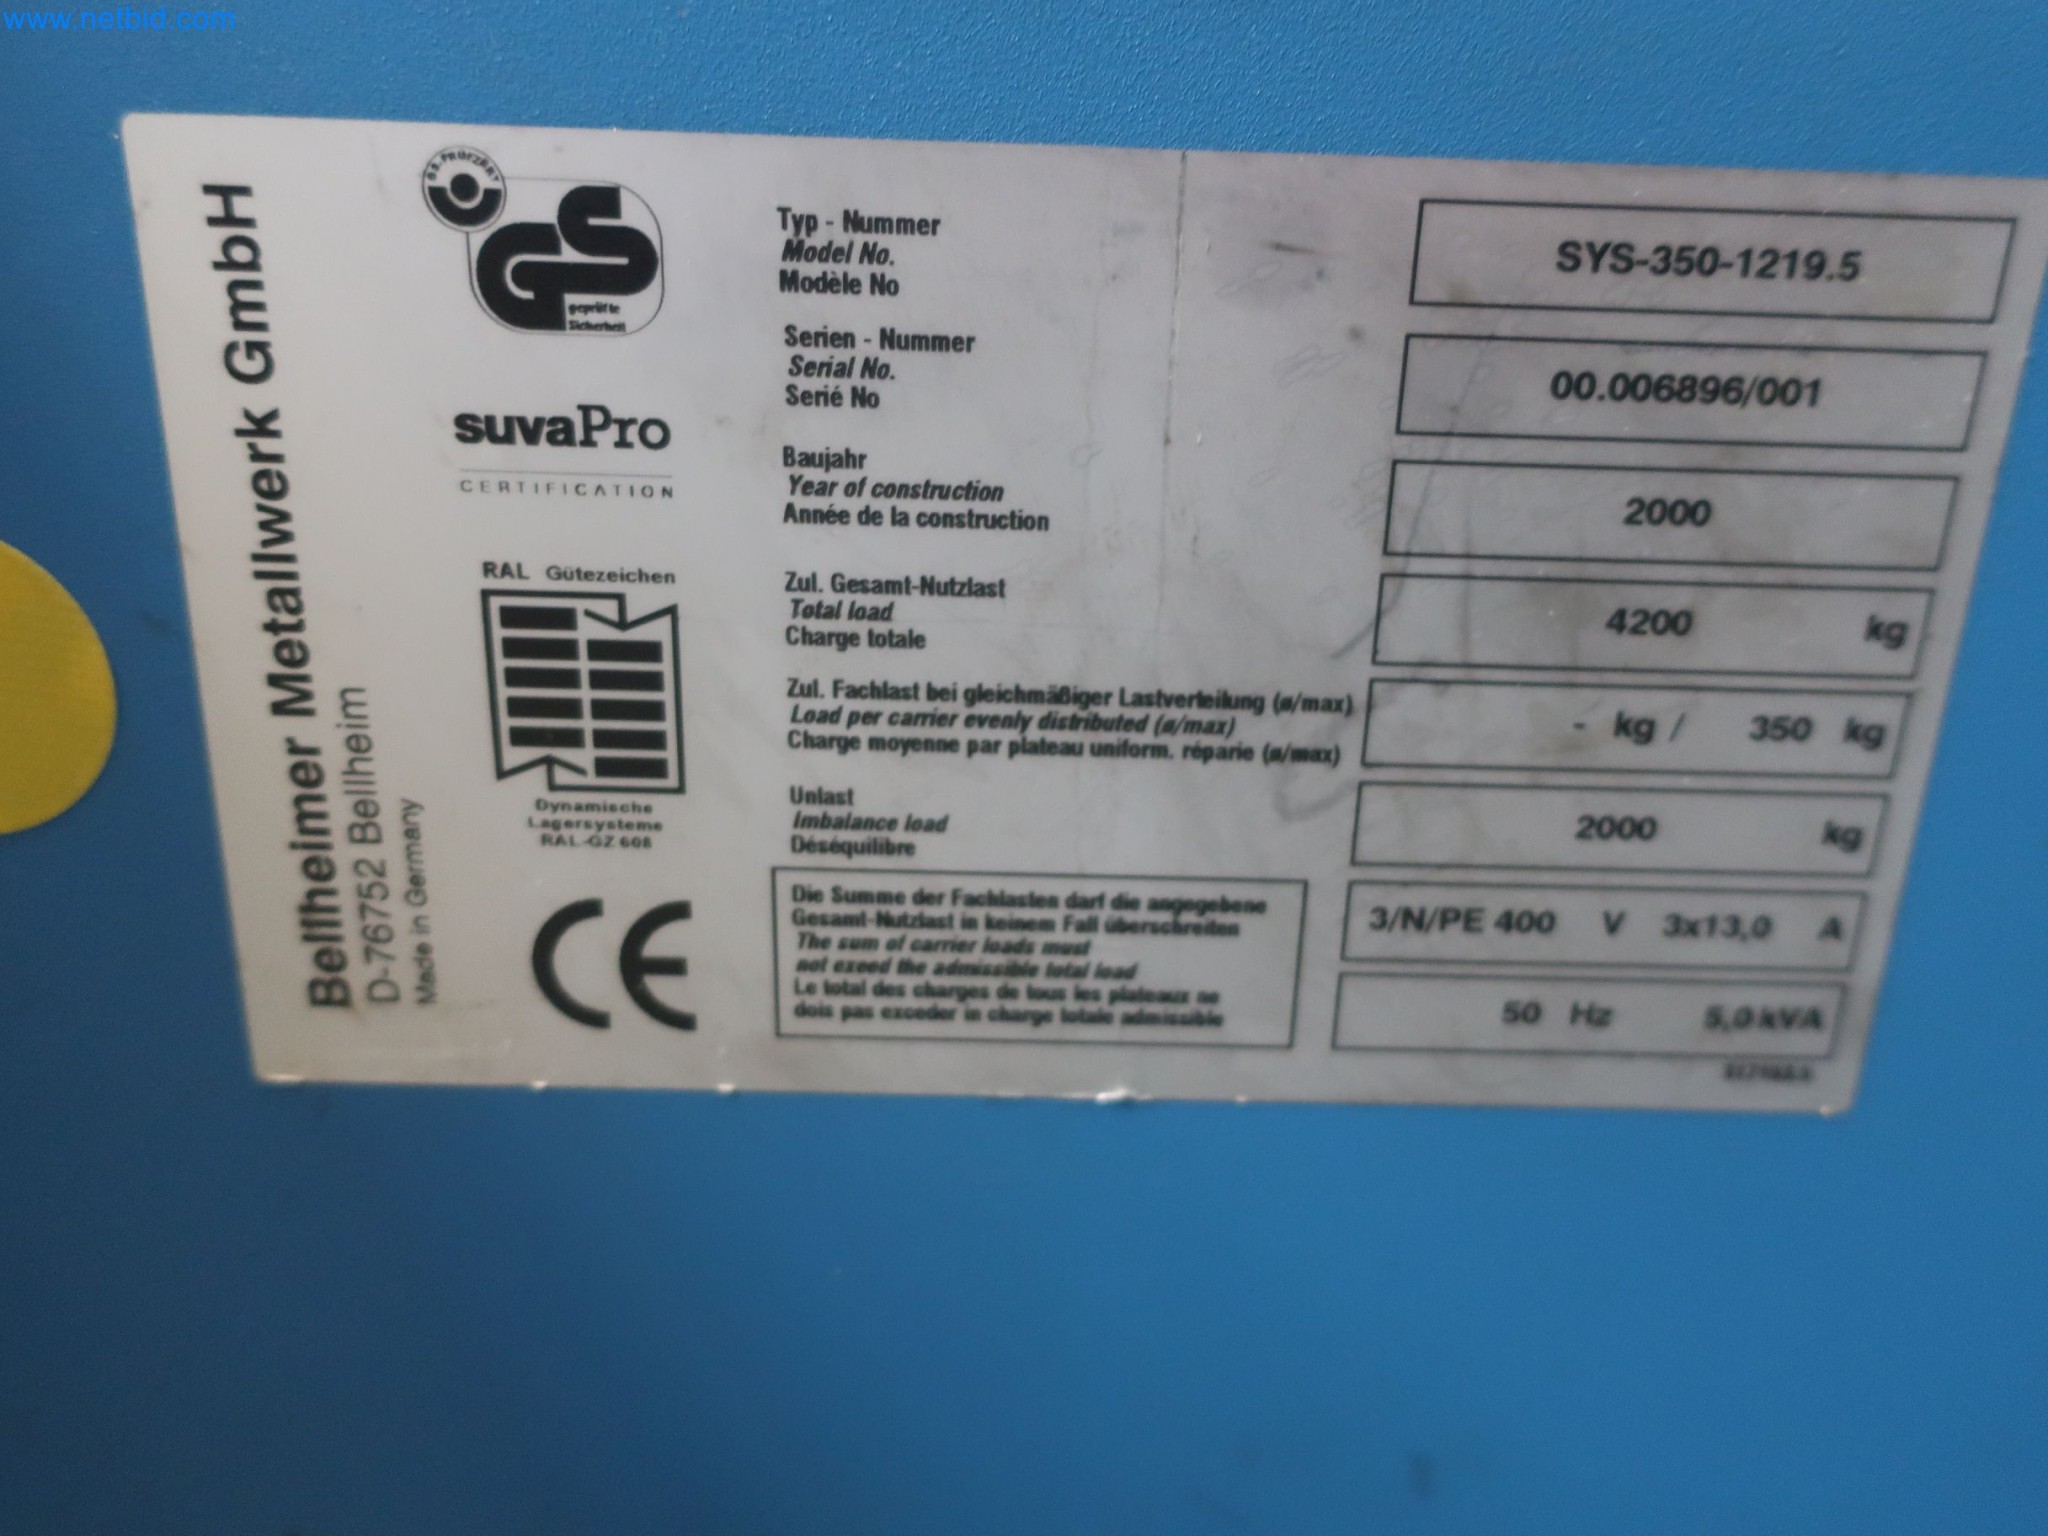 www.netbid.com
Bellheimer Metallwerk GmbH
D-76752 Bellheim
Made in Germany
GS
geprüfte
Sicherheit
suvaPro
CERTIFICATION
RAL Gütezeichen
Dynamische
Lagersysteme
RAL-GZ 608
CE
Typ - Nummer
Model No.
Modèle No
SYS-350-1219.5
Serien - Nummer
Serial No.
Serié No
00.006896/001
Baujahr
Year of construction
Année de la construction
2000
Zul. Gesamt-Nutzlast
Total load
Charge totale
4200 kg
Zul. Fachlast bei gleichmäßiger Lastverteilung (ø/max)
Load per carrier evenly distributed (ø/max)
Charge moyenne par plateau uniform. réparie (ø/max)
- kg / 350 kg
Unlast
Imbalance load
Déséquilibre
2000 kg
Die Summe der Fachlasten darf die angegebene
Gesamt-Nutzlast in keinem Fall überschreiten
The sum of carrier loads must
not exeed the admissible total load
Le total des charges de tous les plateaux ne
dois pas exceder in charge totale admissible
3/N/PE 400 V 3x13,0 A
50 Hz 5,0 kVA